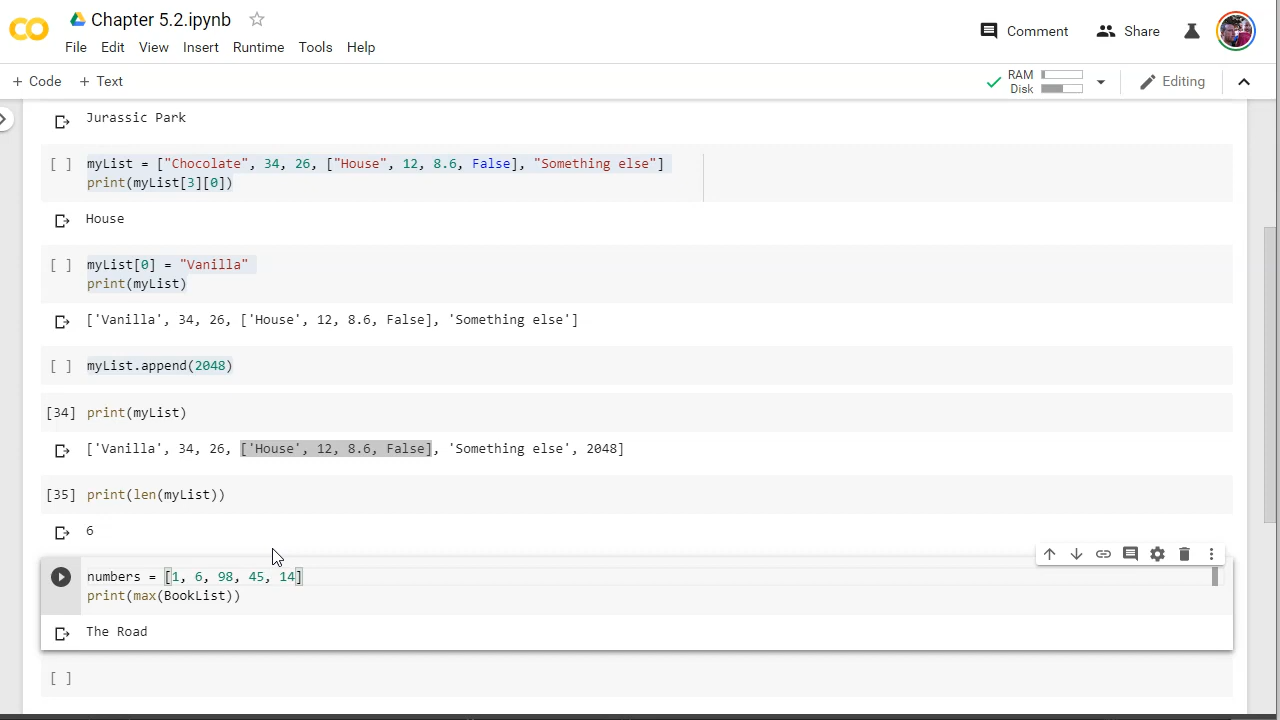 Chapter 5.2.ipynb
Comment
Share
File Edit View Insert Runtime Tools Help
+ Code + Text
RAM
Disk
Editing
Jurassic Park
[ ] myList = ["Chocolate", 34, 26, ["House", 12, 8.6, False], "Something else"]
print(myList[3][0])
House
[ ] myList[0] = "Vanilla"
print(myList)
['Vanilla', 34, 26, ['House', 12, 8.6, False], 'Something else']
[ ] myList.append(2048)
[34] print(myList)
['Vanilla', 34, 26, ['House', 12, 8.6, False], 'Something else', 2048]
[35] print(len(myList))
6
numbers = [1, 6, 98, 45, 14]
print(max(BookList))
The Road
[ ]